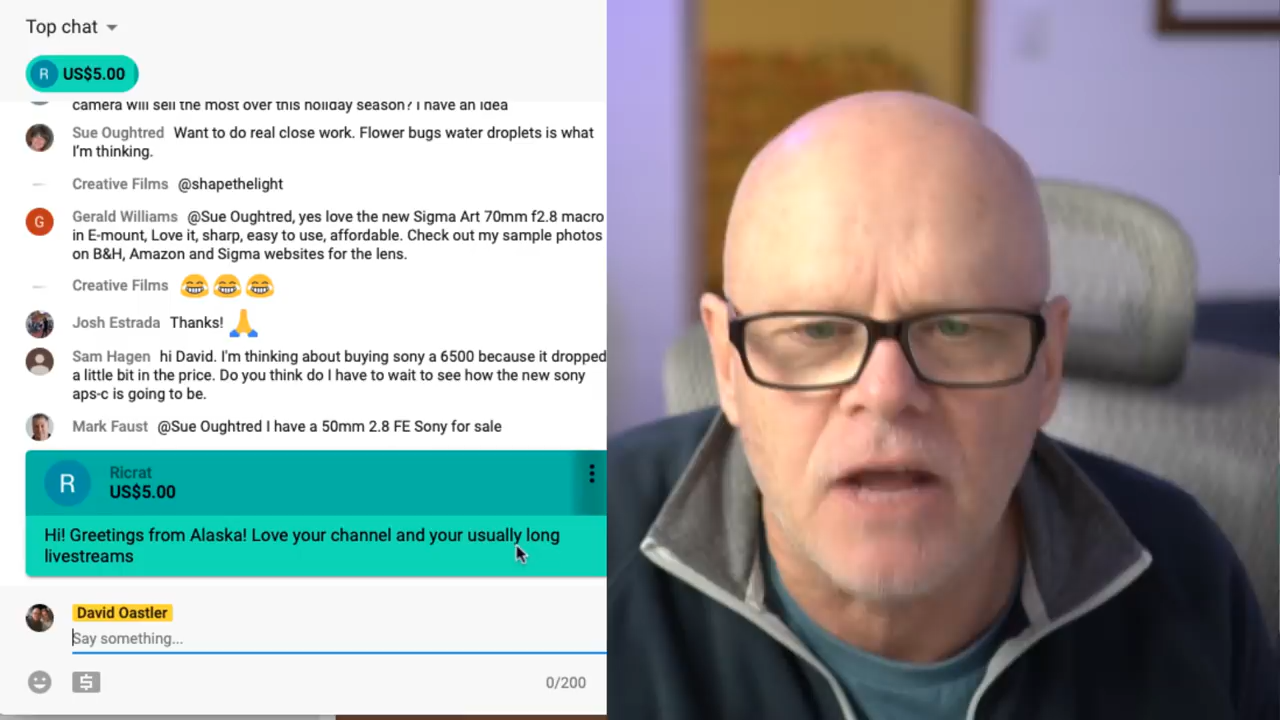 Top chat
R US$5.00
camera will sell the most over this holiday season? I have an idea
Sue Oughtred Want to do real close work. Flower bugs water droplets is what
I'm thinking.
Creative Films @shapethelight
G Gerald Williams @Sue Oughtred, yes love the new Sigma Art 70mm f2.8 macro
in E-mount, Love it, sharp, easy to use, affordable. Check out my sample photos
on B&H, Amazon and Sigma websites for the lens.
Creative Films 😂😂😂
Josh Estrada Thanks! 🙏
Sam Hagen hi David. I'm thinking about buying sony a 6500 because it dropped
a little bit in the price. Do you think do I have to wait to see how the new sony
aps-c is going to be.
Mark Faust @Sue Oughtred I have a 50mm 2.8 FE Sony for sale
R Ricrat
US$5.00
Hi! Greetings from Alaska! Love your channel and your usually long
livestreams
David Oastler
Say something...
$ 0/200